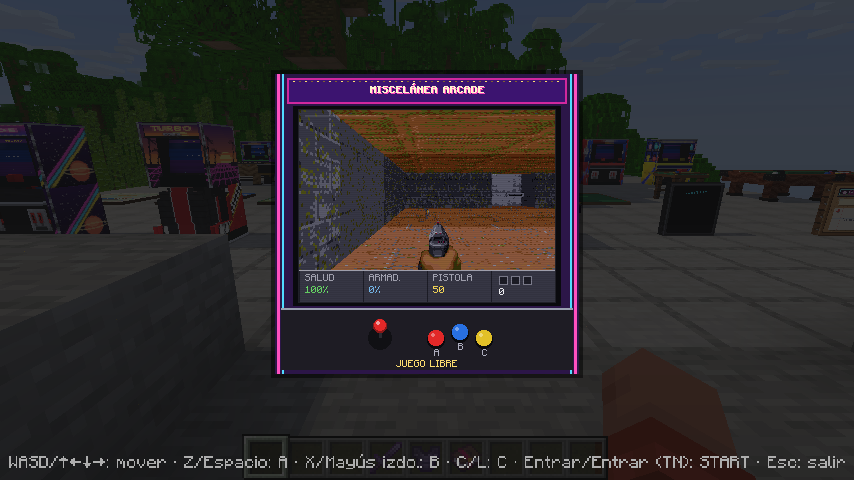 MISCELÁNEA ARCADE
TURBO
SALUD
100%
ARMAD.
0%
PISTOLA
50
0
A
B
C
JUEGO LIBRE
WASD/↑←↓→: mover · Z/Espacio: A · X/Mayús izdo.: B · C/L: C · Entrar/Entrar (TN): START · Esc: salir